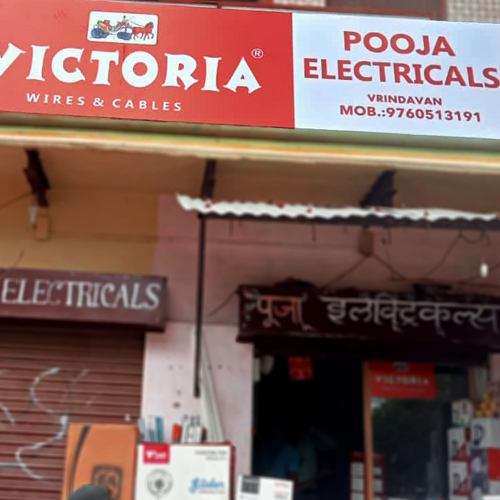 VICTORIA®
WIRES & CABLES
POOJA
ELECTRICALS
VRINDAVAN
MOB.:9760513191
ELECTRICALS
पूजा इलेक्ट्रिकल्स
VICTORIA